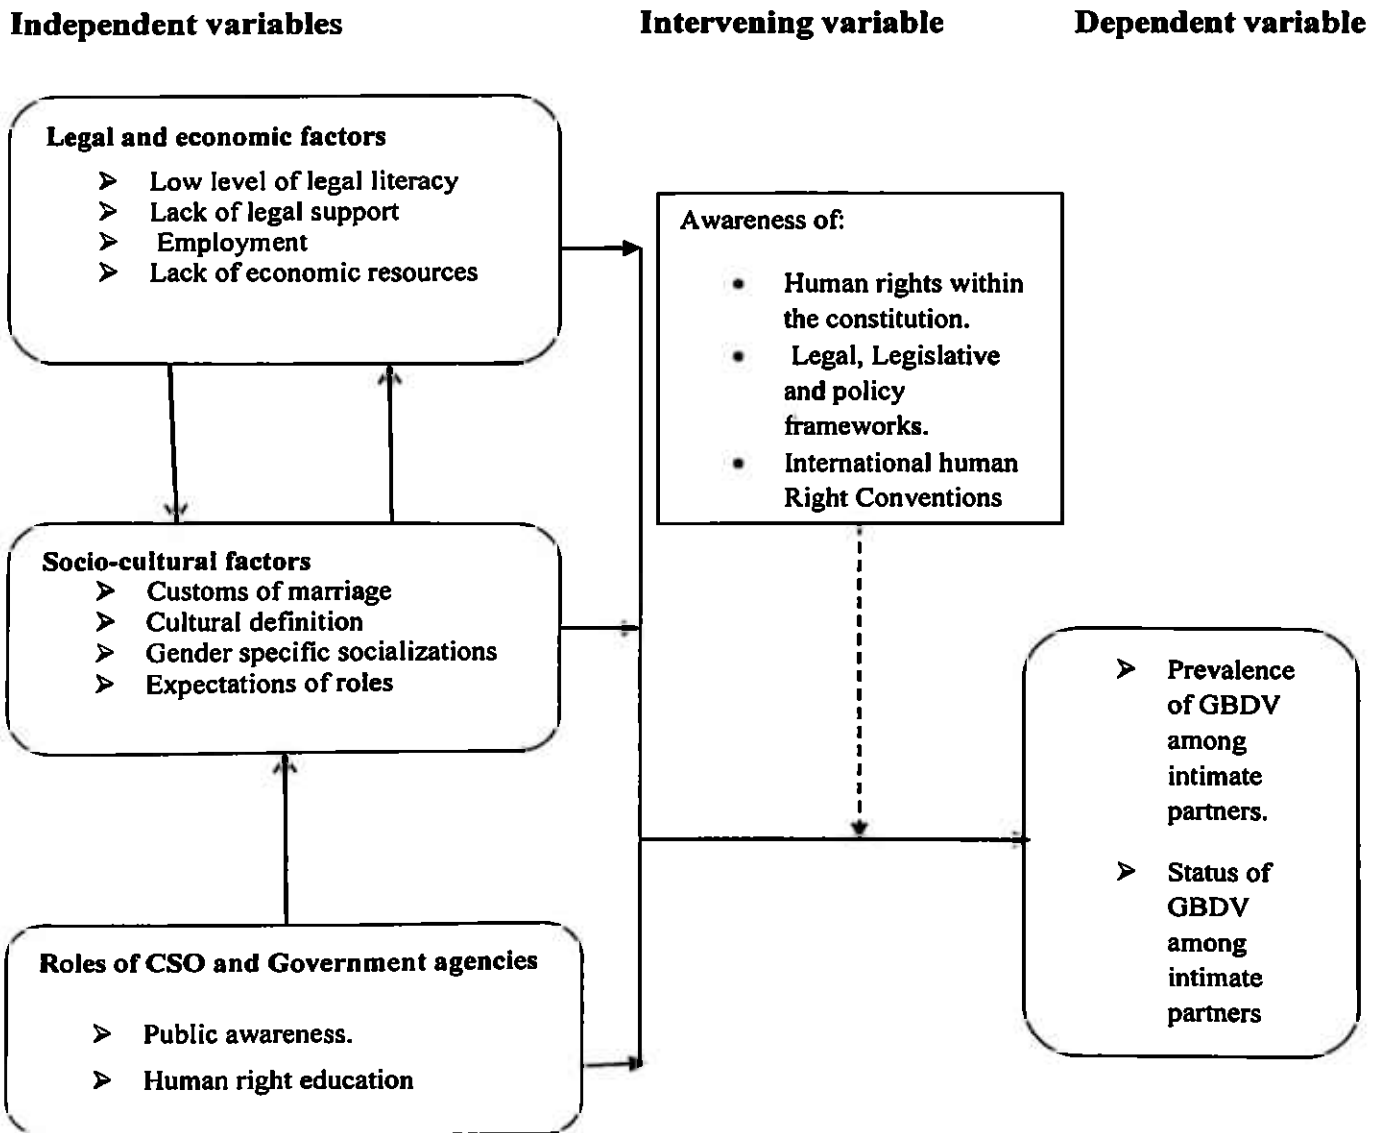 Independent variables
Intervening variable
Dependent variable
Legal and economic factors
➤ Low level of legal literacy
➤ Lack of legal support
➤ Employment
➤ Lack of economic resources
Socio-cultural factors
➤ Customs of marriage
➤ Cultural definition
➤ Gender specific socializations
➤ Expectations of roles
Roles of CSO and Government agencies
➤ Public awareness.
➤ Human right education
Awareness of:
• Human rights within
the constitution.
• Legal, Legislative
and policy
frameworks.
• International human
Right Conventions
➤ Prevalence
of GBDV
among
intimate
partners.
➤ Status of
GBDV
among
intimate
partners